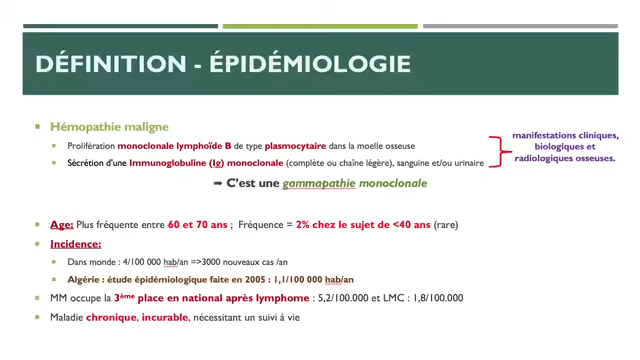 DÉFINITION - ÉPIDÉMIOLOGIE
Hémopathie maligne
Prolifération monoclonale lymphoïde B de type plasmocytaire dans la moelle osseuse
Sécrétion d'une Immunoglobuline (Ig) monoclonale (complète ou chaîne légère), sanguine et/ou urinaire
manifestations cliniques,
biologiques et
radiologiques osseuses.
➡ C'est une gammapathie monoclonale
Age: Plus fréquente entre 60 et 70 ans ; Fréquence = 2% chez le sujet de <40 ans (rare)
Incidence:
Dans monde : 4/100 000 hab/an =>3000 nouveaux cas /an
Algérie : étude épidémiologique faite en 2005 : 1,1/100 000 hab/an
MM occupe la 3ème place en national après lymphome : 5,2/100.000 et LMC : 1,8/100.000
Maladie chronique, incurable, nécessitant un suivi à vie